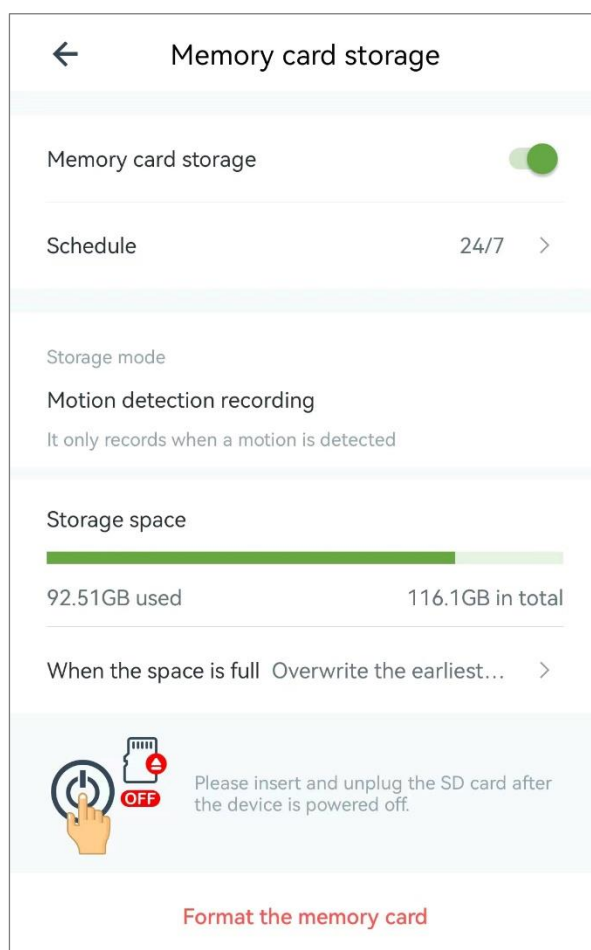 Memory card storage
Memory card storage
Schedule 24/7
Storage mode
Motion detection recording
It only records when a motion is detected
Storage space
92.51GB used 116.1GB in total
When the space is full Overwrite the earliest...
OFF
Please insert and unplug the SD card after
the device is powered off.
Format the memory card